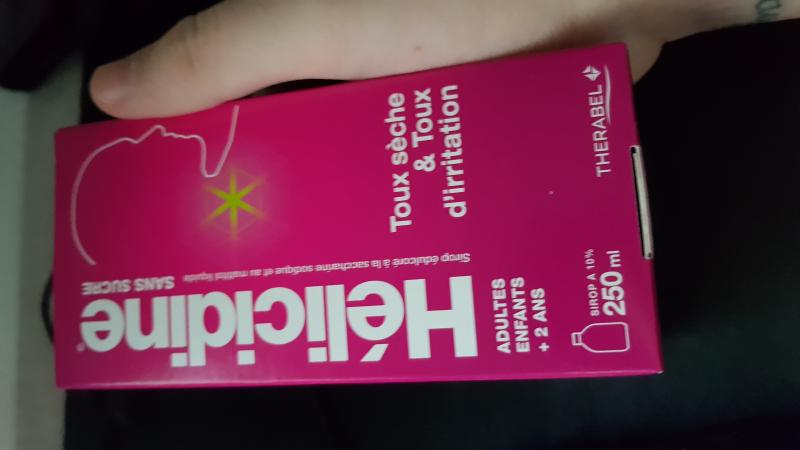 Hélicidine®
SANS SUCRE
Sirop édulcoré à la saccharine sodique et au maltitol liquide
Toux sèche
& Toux
d'irritation
ADULTES
ENFANTS
+ 2 ANS
SIROP À 10%
250 ml
THERABEL